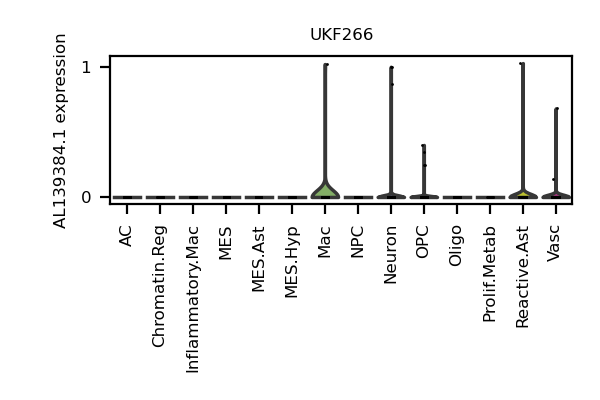 UKF266
AL139384.1 expression
1
0
AC
Chromatin.Reg
Inflammatory.Mac
MES
MES.Ast
MES.Hyp
Mac
NPC
Neuron
OPC
Oligo
Prolif.Metab
Reactive.Ast
Vasc